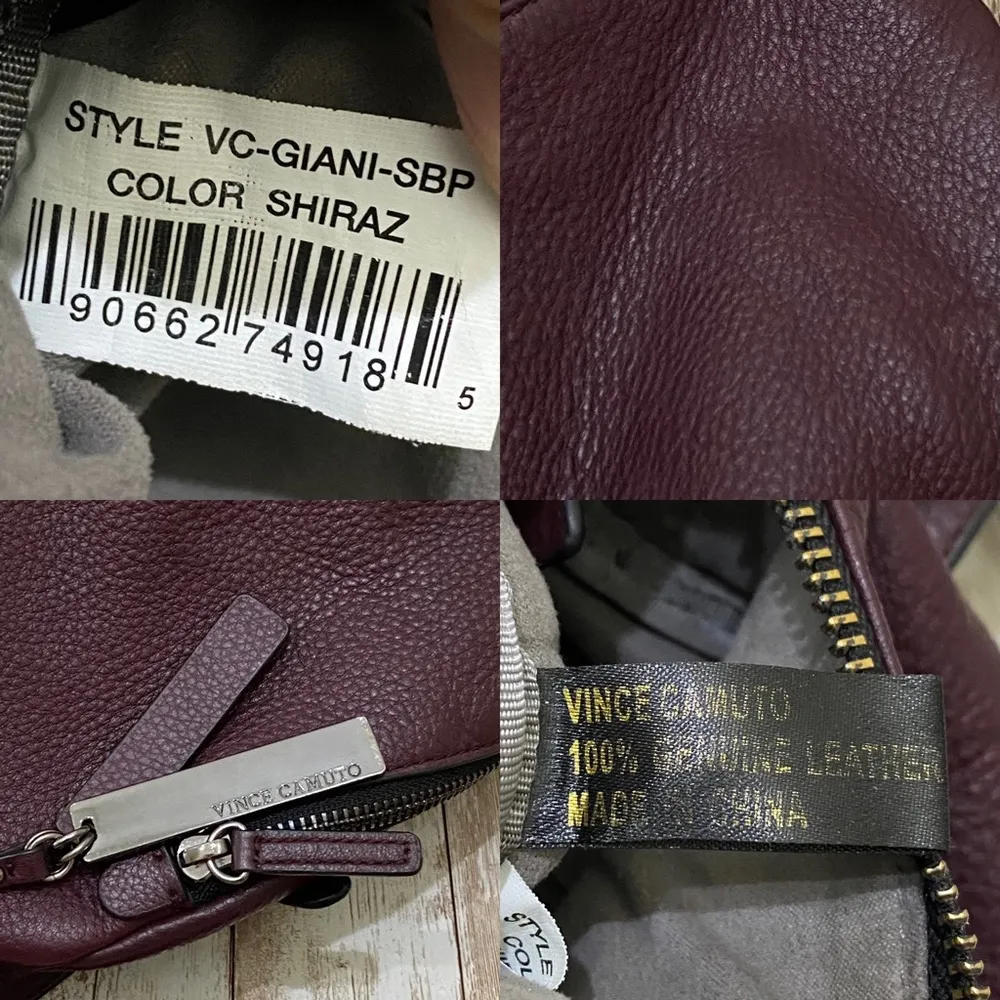 STYLE VC-GIANI-SBP
COLOR SHIRAZ
90662 74918 5
VINCE CAMUTO
VINCE CAMUTO
100% GENUINE LEATHER
MADE IN CHINA
STYLE
COL